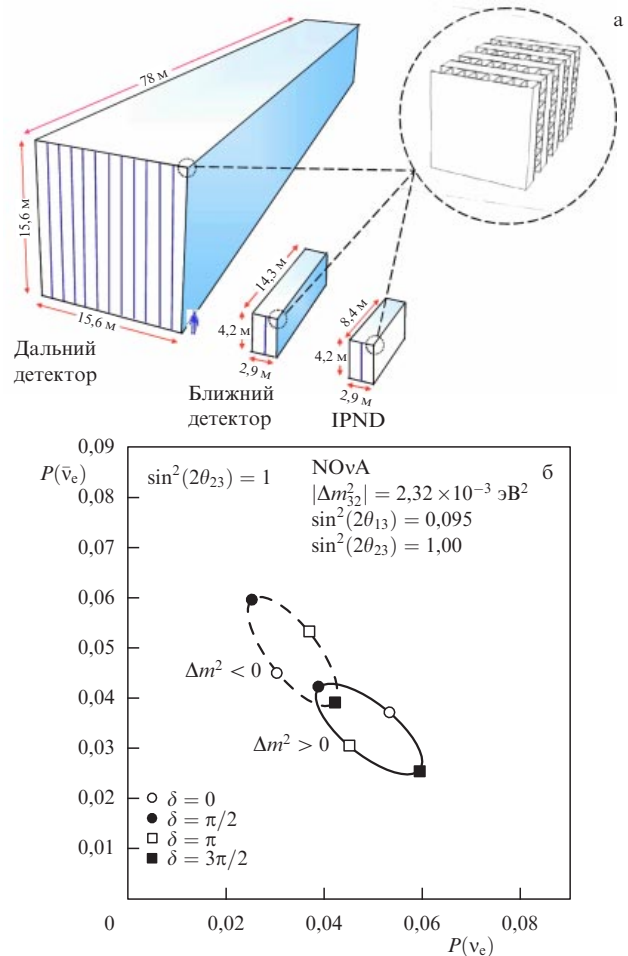 а
78 м
15,6 м
15,6 м
Дальний
детектор
14,3 м
4,2 м
2,9 м
Ближний
детектор
8,4 м
4,2 м
2,9 м
IPND
б
0,09
P(ν̄e)
0,08
0,07
0,06
0,05
0,04
0,03
0,02
0,01
sin²(2θ23) = 1
NOνA
|Δm²32| = 2,32 × 10⁻³ эВ²
sin²(2θ13) = 0,095
sin²(2θ23) = 1,00
Δm² < 0
Δm² > 0
δ = 0
δ = π/2
δ = π
δ = 3π/2
0
0,02
0,04
0,06
0,08
P(νe)